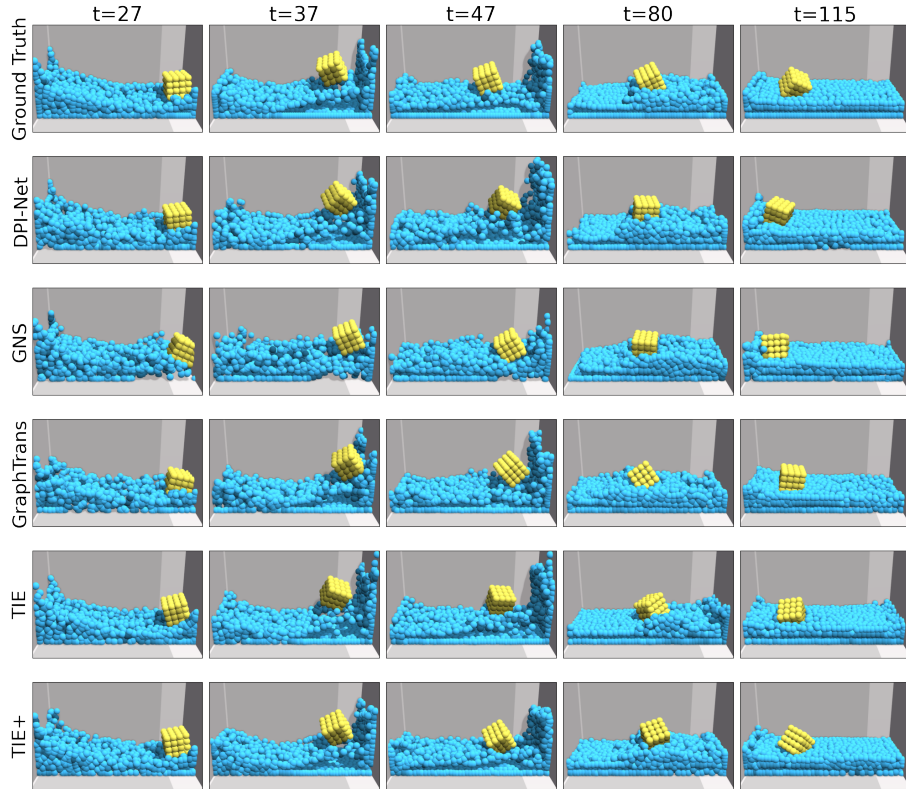 t=27 t=37 t=47 t=80 t=115
Ground Truth
DPI-Net
GNS
GraphTrans
TIE
TIE+